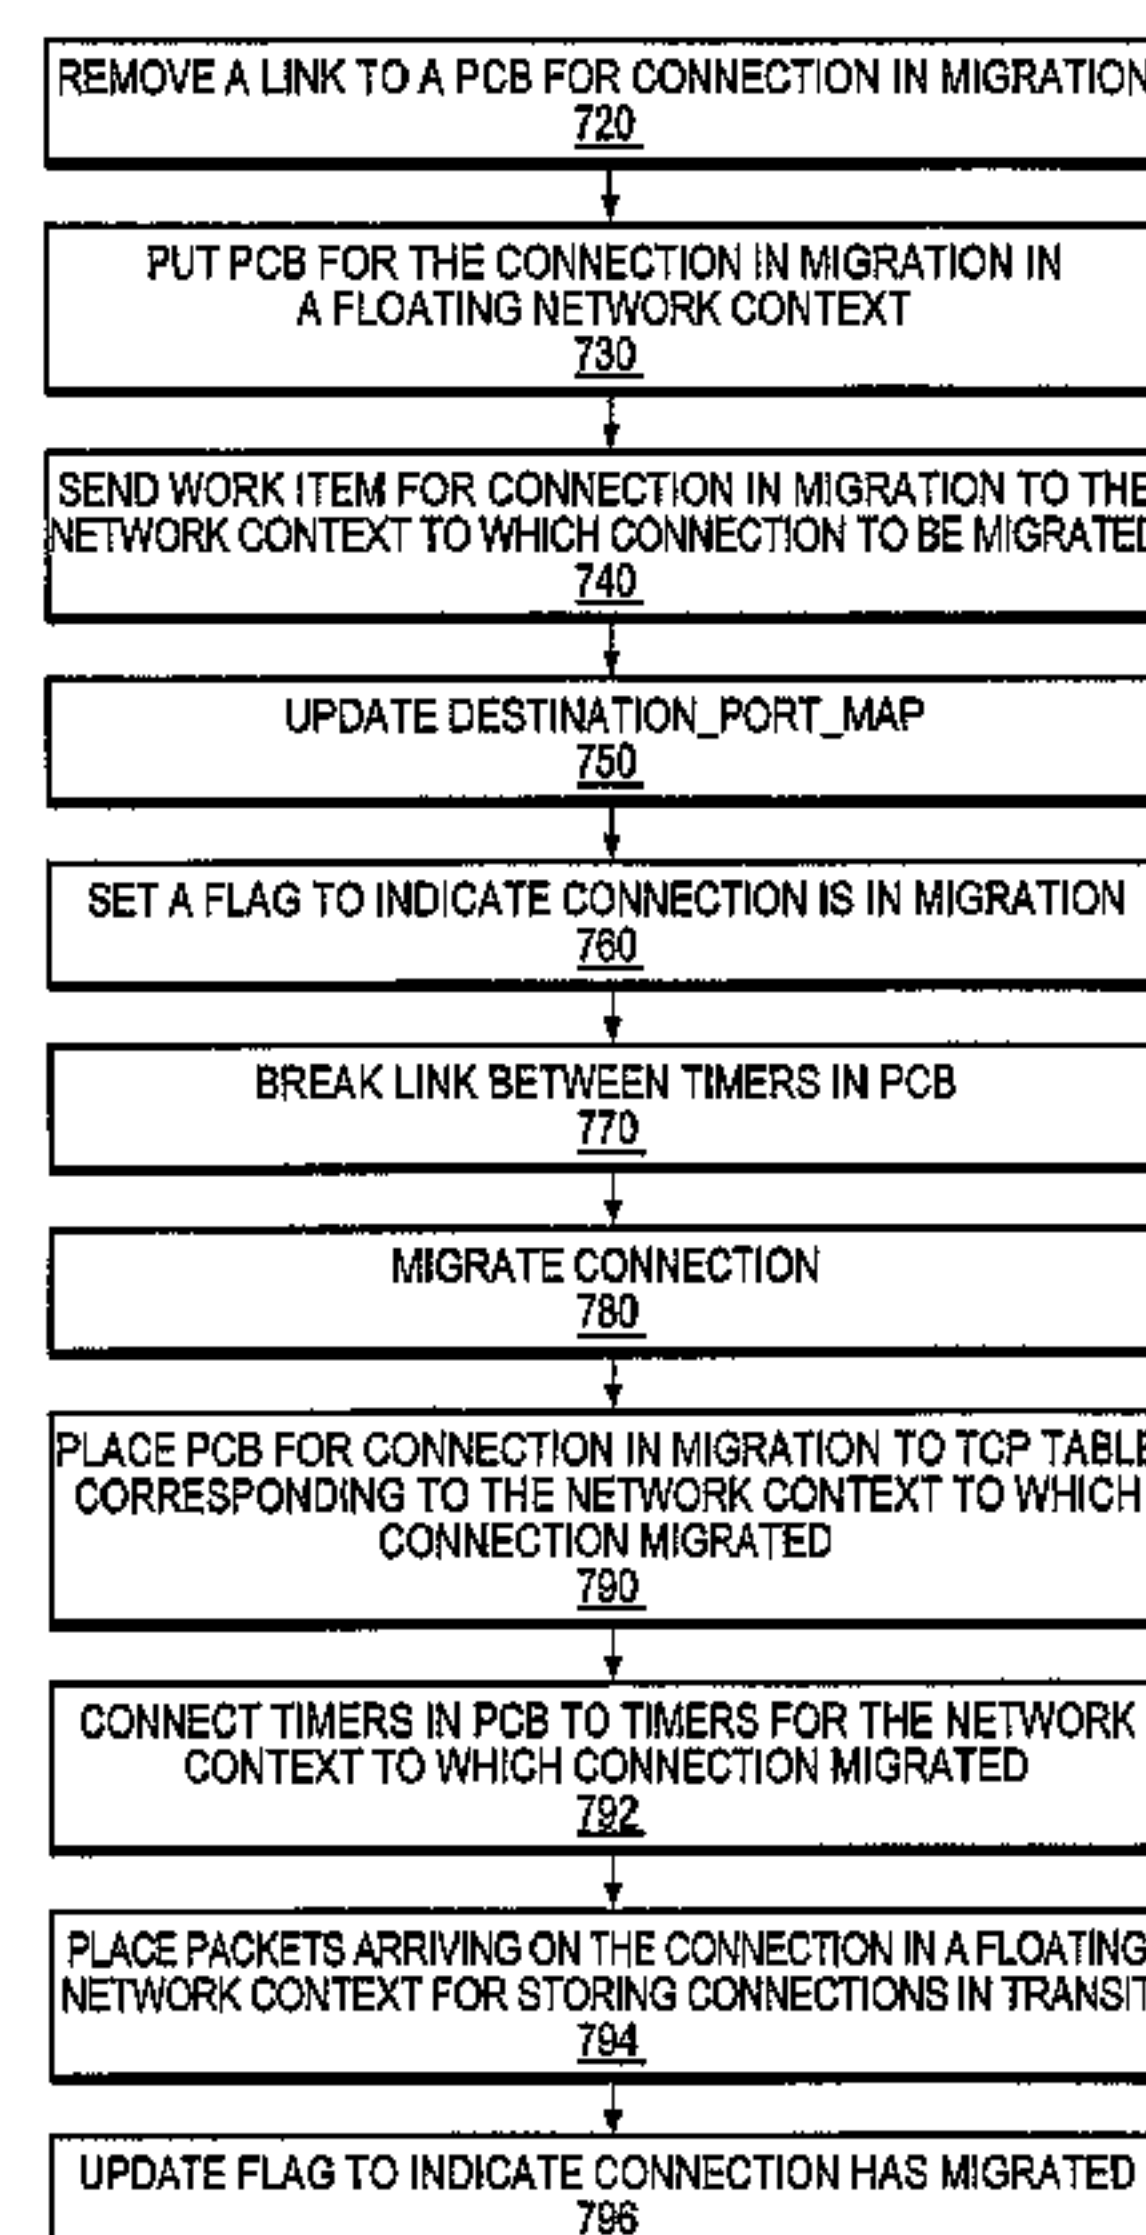 REMOVE A LINK TO A PCB FOR CONNECTION IN MIGRATION
720
PUT PCB FOR THE CONNECTION IN MIGRATION IN
A FLOATING NETWORK CONTEXT
730
SEND WORK ITEM FOR CONNECTION IN MIGRATION TO THE
NETWORK CONTEXT TO WHICH CONNECTION TO BE MIGRATED
740
UPDATE DESTINATION_PORT_MAP
750
SET A FLAG TO INDICATE CONNECTION IS IN MIGRATION
760
BREAK LINK BETWEEN TIMERS IN PCB
770
MIGRATE CONNECTION
780
PLACE PCB FOR CONNECTION IN MIGRATION TO TCP TABLE
CORRESPONDING TO THE NETWORK CONTEXT TO WHICH
CONNECTION MIGRATED
790
CONNECT TIMERS IN PCB TO TIMERS FOR THE NETWORK
CONTEXT TO WHICH CONNECTION MIGRATED
792
PLACE PACKETS ARRIVING ON THE CONNECTION IN A FLOATING
NETWORK CONTEXT FOR STORING CONNECTIONS IN TRANSIT
794
UPDATE FLAG TO INDICATE CONNECTION HAS MIGRATED
796